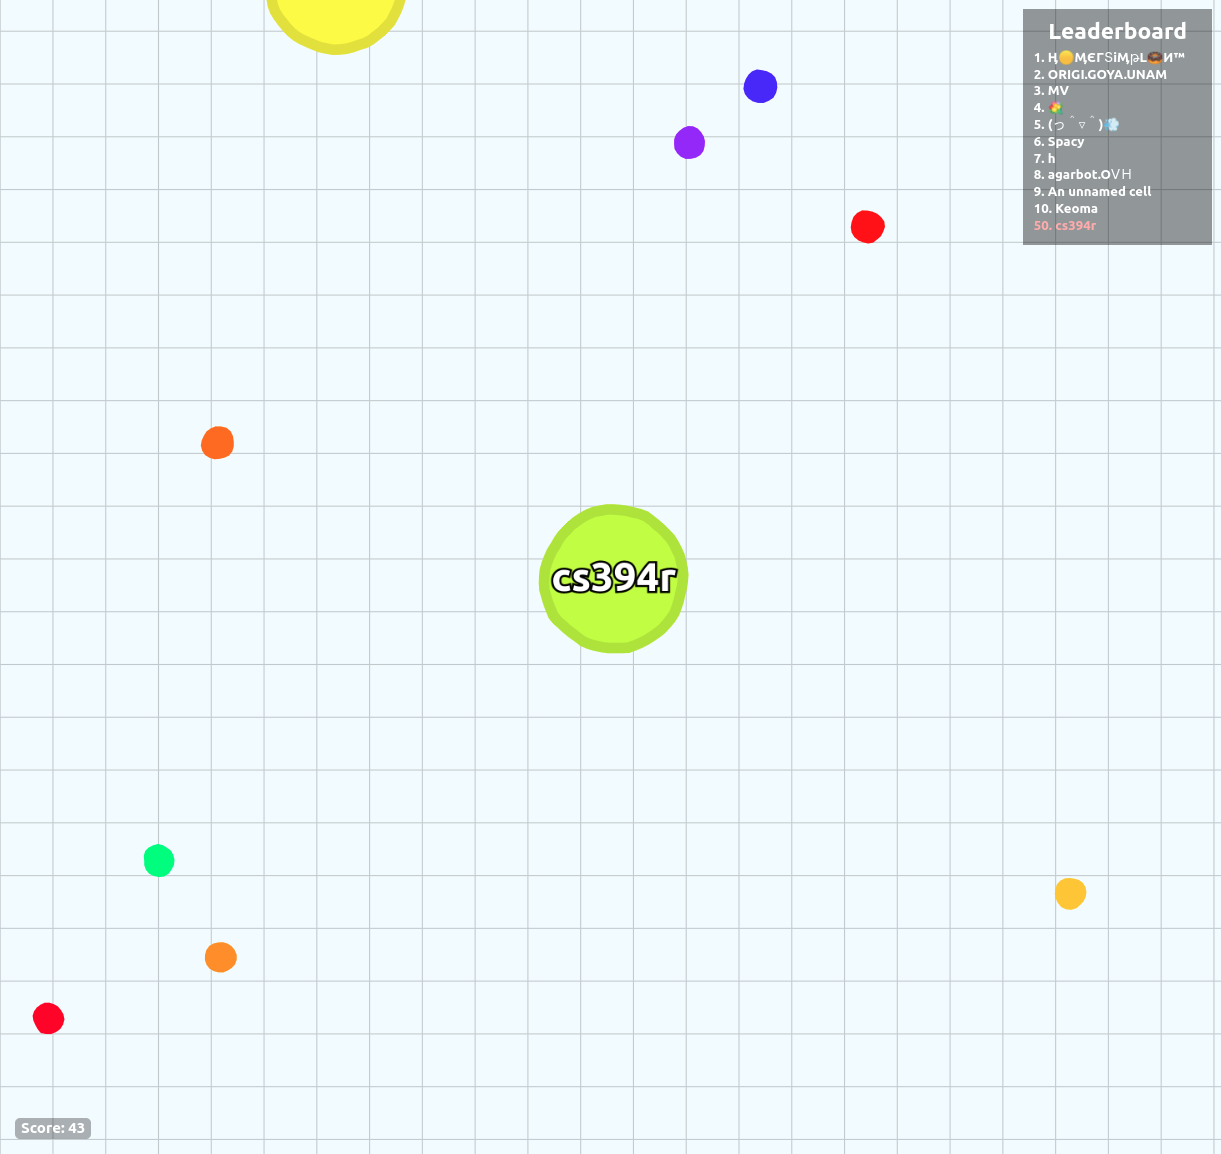 Leaderboard
1. Ң🟡ӍЄΓЅіӍ𝚙L🍩И™
2. ORIGI.GOYA.UNAM
3. MV
4.
5. (っ＾▿＾)💨
6. Spacy
7. h
8. agarbot.OVH
9. An unnamed cell
10. Keoma
50. cs394r
cs394r
Score: 43